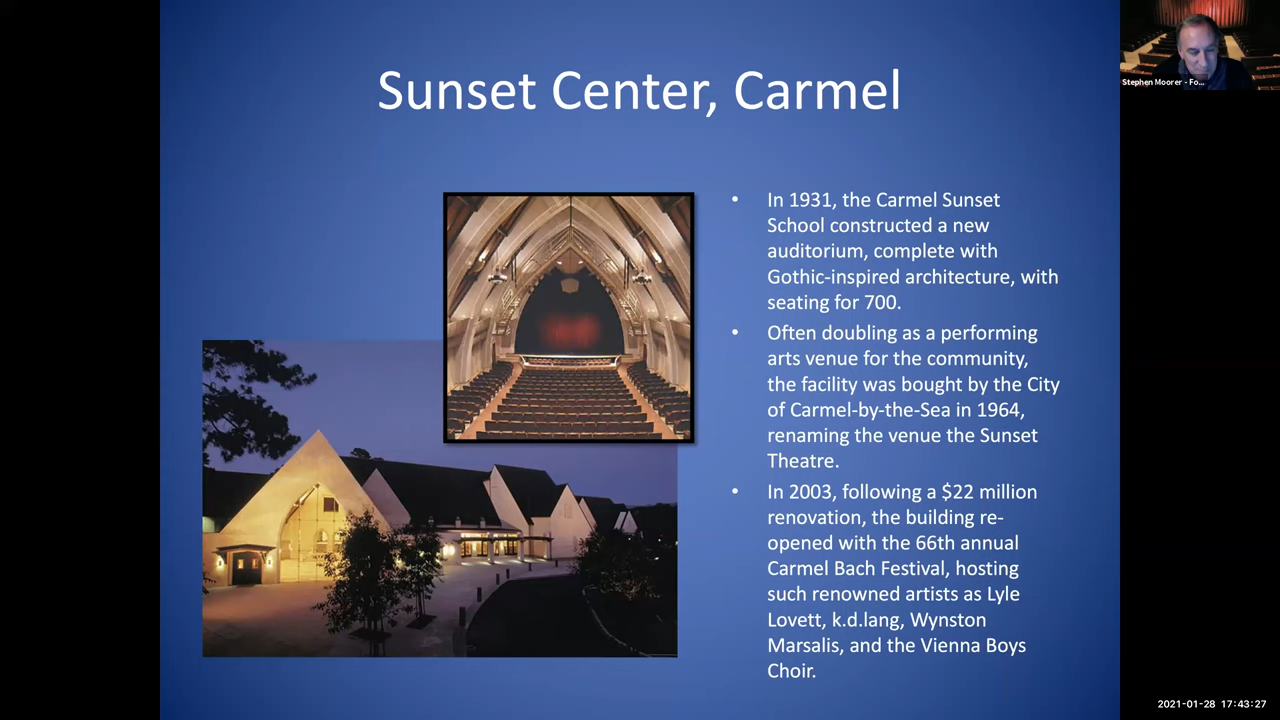 Sunset Center, Carmel
Stephen Moorer - Fo...
• In 1931, the Carmel Sunset
School constructed a new
auditorium, complete with
Gothic-inspired architecture, with
seating for 700.
• Often doubling as a performing
arts venue for the community,
the facility was bought by the City
of Carmel-by-the-Sea in 1964,
renaming the venue the Sunset
Theatre.
• In 2003, following a $22 million
renovation, the building re-
opened with the 66th annual
Carmel Bach Festival, hosting
such renowned artists as Lyle
Lovett, k.d.lang, Wynston
Marsalis, and the Vienna Boys
Choir.
2021-01-28 17:43:27